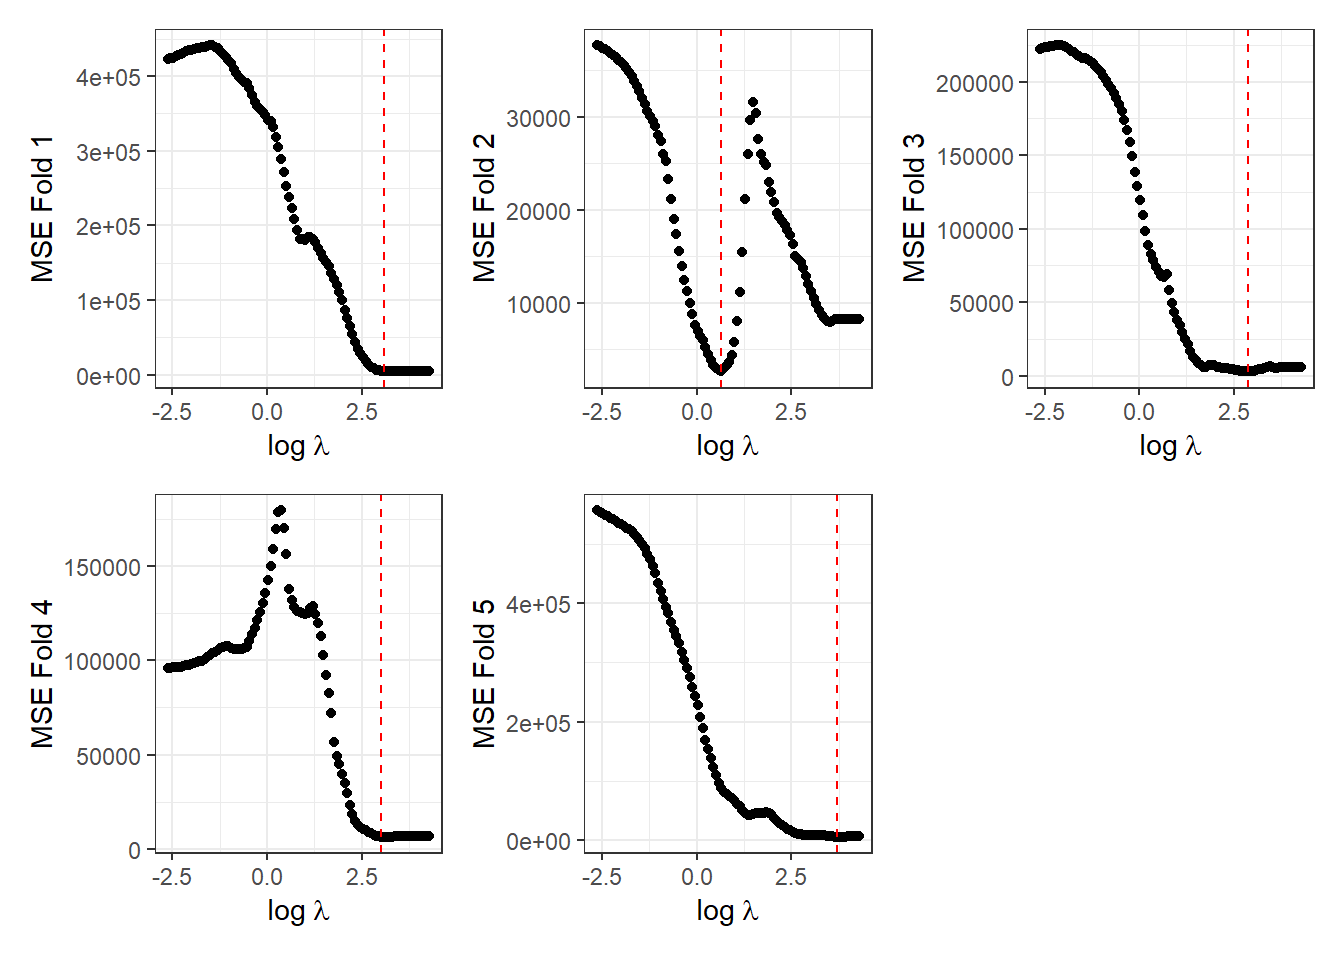 MSE Fold 1
4e+05
3e+05
2e+05
1e+05
0e+00
-2.5 0.0 2.5
log λ
MSE Fold 2
30000
20000
10000
-2.5 0.0 2.5
log λ
MSE Fold 3
200000
150000
100000
50000
0
-2.5 0.0 2.5
log λ
MSE Fold 4
150000
100000
50000
0
-2.5 0.0 2.5
log λ
MSE Fold 5
4e+05
2e+05
0e+00
-2.5 0.0 2.5
log λ